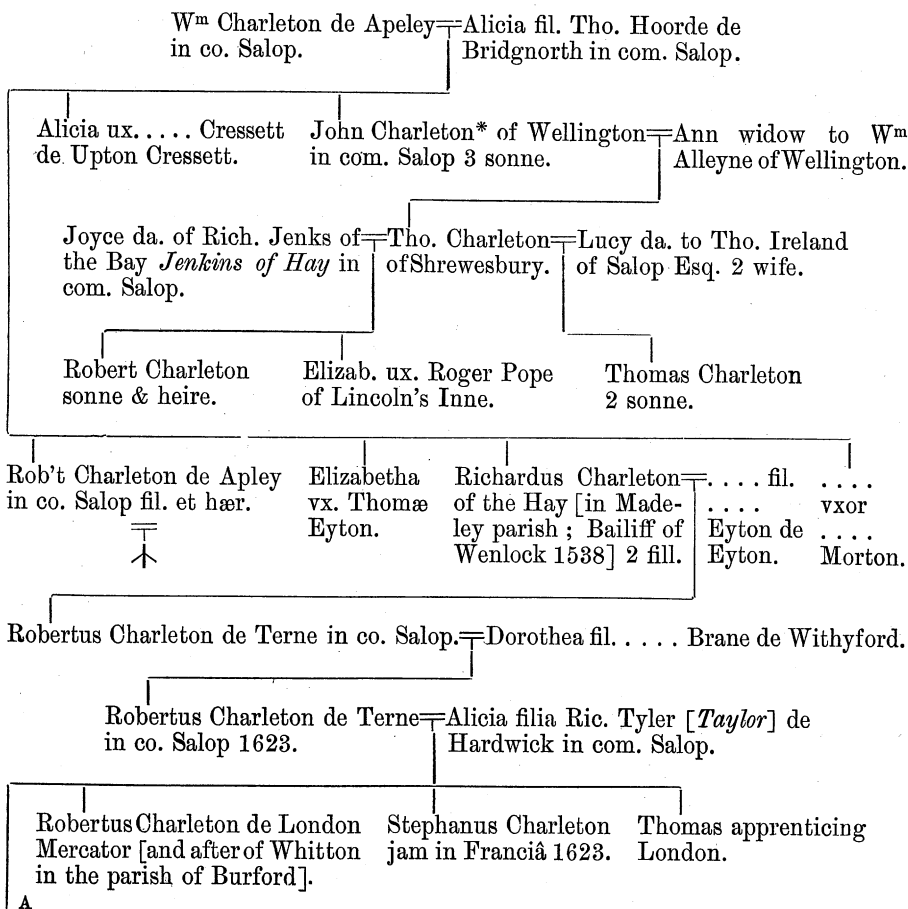 Wᵐ Charleton de Apeley
in co. Salop.
Alicia fil. Tho. Hoorde de
Bridgnorth in com. Salop.
Alicia ux. . . . . Cressett
de Upton Cressett.
John Charleton* of Wellington
in com. Salop 3 sonne.
Ann widow to Wᵐ
Alleyne of Wellington.
Joyce da. of Rich. Jenks of
the Bay Jenkins of Hay in
com. Salop.
Tho. Charleton
of Shrewesbury.
Lucy da. to Tho. Ireland
of Salop Esq. 2 wife.
Robert Charleton
sonne & heire.
Elizab. ux. Roger Pope
of Lincoln's Inne.
Thomas Charleton
2 sonne.
Rob't Charleton de Apley
in co. Salop fil. et hær.
Elizabetha
vx. Thomæ
Eyton.
Richardus Charleton
of the Hay [in Made-
ley parish ; Bailiff of
Wenlock 1538] 2 fill.
. . . . fil.
. . . .
Eyton de
Eyton.
. . . .
vxor
. . . .
Morton.
Robertus Charleton de Terne in co. Salop.
Dorothea fil. . . . . Brane de Withyford.
Robertus Charleton de Terne
in co. Salop 1623.
Alicia filia Ric. Tyler [Taylor] de
Hardwick in com. Salop.
Robertus Charleton de London
Mercator [and after of Whitton
in the parish of Burford].
Stephanus Charleton
jam in Franciâ 1623.
Thomas apprenticing
London.
A